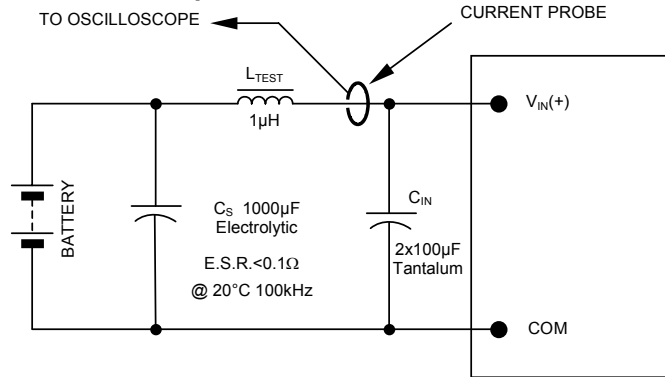 TO OSCILLOSCOPE
CURRENT PROBE
LTEST
1µH
VIN(+)
BATTERY
CS 1000µF
Electrolytic
E.S.R.<0.1Ω
@ 20°C 100kHz
CIN
2x100µF
Tantalum
COM